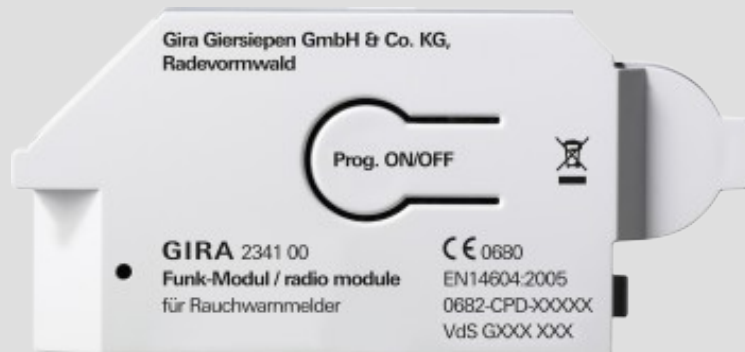 Gira Giersiepen GmbH & Co. KG,
Radevormwald
Prog. ON/OFF
GIRA 2341 00
Funk-Modul / radio module
für Rauchwarnmelder
CE 0680
EN14604:2005
0682-CPD-XXXXX
VdS GXXX XXX